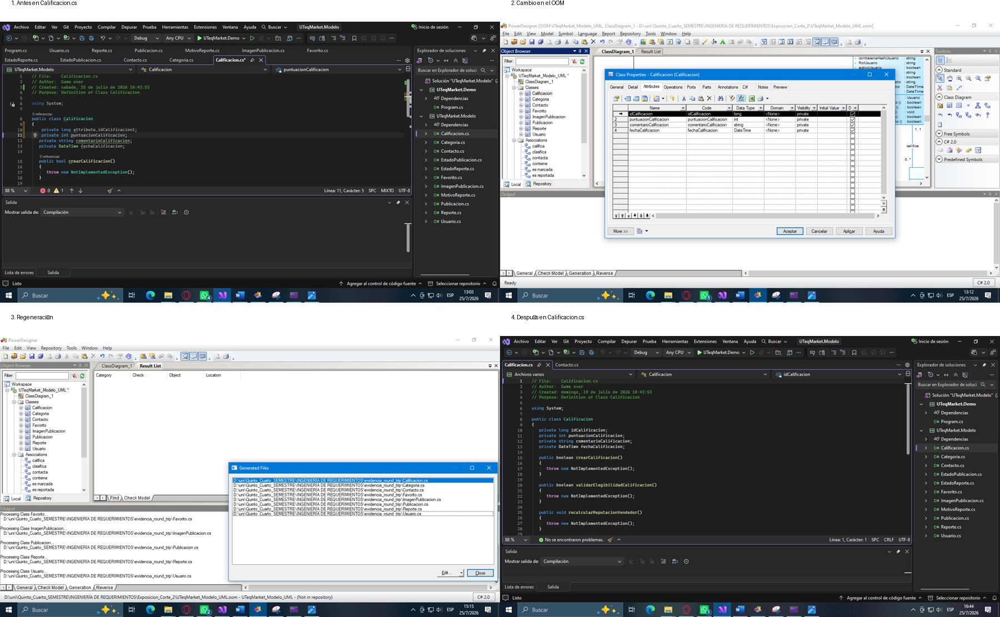 1. Antes en Calificacion.cs
Archivo Editar Ver Git Proyecto Compilar Depurar Prueba Herramientas Extensiones Ventana Ayuda Buscar UTeqMarket.Modelo Inicio de sesión
Debug Any CPU UTeqMarket.Demo
Program.cs Usuario.cs Reporte.cs Publicacion.cs MotivoReporte.cs ImagenPublicacion.cs Favorito.cs
EstadoReporte.cs EstadoPublicacion.cs Contacto.cs Categoria.cs Calificacion.cs*
UTeqMarket.Modelo Calificacion puntuacionCalificacion
1 // File: Calificacion.cs
2 // Author: Game over
3 // Created: sabado, 25 de julio de 2026 10:43:53
4 // Purpose: Definition of Class Calificacion
5
6 using System;
7
0 referencias
8 public class Calificacion
9 {
10 private long attribute_idCalificacion1;
11 private int puntuacionCalificacion;
12 private string comentarioCalificacion;
13 private DateTime fechaCalificacion;
14
0 referencias
15 public bool crearCalificacion()
16 {
17 throw new NotImplementedException();
18 }
19
88 % 0 1 Línea: 11, Carácter: 5 SPC MIXTO UTF-8
Salida
Mostrar salida de: Compilación
Lista de errores Salida
Listo Agregar al control de código fuente Seleccionar repositorio
Explorador de soluciones
Buscar en Explorador de soluci
Solución "UTeqMarket.Modelo"
UTeqMarket.Demo
Dependencias
C# Program.cs
UTeqMarket.Modelo
Dependencias
C# Calificacion.cs
C# Categoria.cs
C# Contacto.cs
C# EstadoPublicacion.cs
C# EstadoReporte.cs
C# Favorito.cs
C# ImagenPublicacion.cs
C# MotivoReporte.cs
C# Publicacion.cs
C# Reporte.cs
C# Usuario.cs
Buscar 4 ESP 13:03
25/7/2026
2. Cambio en el OOM
PowerDesigner [OOM UTeqMarket_Modelo_UML, ClassDiagram_1 - D:\uni\Quinto_Cuarto_SEMESTRE\INGENIERÍA DE REQUERIMIENTOS\Exposicion_Corte_2\UTeqMarket_Modelo_UML.oom]
File Edit View Model Symbol Language Report Repository Tools Window Help
Object Browser
Filter:
Workspace
UTeqMarket_Modelo_UML *
ClassDiagram_1
Classes
Calificacion
Categoria
Contacto
Favorito
ImagenPublicacion
Publicacion
Reporte
Usuario
Associations
califica
clasifica
contacta
contiene
es marcada
es reportada
Local Repository
ClassDiagram_1 Result List
contrasenaHashUsuario : string
RolUsuario : string
activoUsuario : boolean
: string
: boolean
: string
: DateTime
: DateTime
() : Usuario
: boolean
() : void
: boolean
() : boolean
() : boolean
1..1
califica
0..*
Class Properties - Calificacion (Calificacion)
General Detail Attributes Operations Ports Parts Annotations C# Notes Preview
Name Code Data Type Domain Visibility Initial Value D
idCalificacion idCalificacion long <None> private
2 puntuacionCalificacion puntuacionCalificacion int <None> private
3 comentarioCalificacion comentarioCalificacion string <None> private
4 fechaCalificacion fechaCalificacion DateTime <None> private
More >> Aceptar Cancelar Aplicar Ayuda
Toolbox
Standard
Class Diagram
Free Symbols
C# 2.0
Predefined Symbols
Output
General Check Model Generation Reverse
Ready C# 2.0
Buscar 5 ESP 13:12
25/7/2026
3. Regeneraci n
PowerDesigner
File Edit View Repository Tools Window Help
Object Browser
Filter:
Workspace
UTeqMarket_Modelo_UML *
ClassDiagram_1
Classes
Calificacion
Categoria
Contacto
Favorito
ImagenPublicacion
Publicacion
Reporte
Usuario
Associations
califica
clasifica
contacta
contiene
es marcada
es reportada
Local Repository
ClassDiagram_1 Result List
Category Check Object Location
Find Check Model
Generated Files
D:\uni\Quinto_Cuarto_SEMESTRE\INGENIERÍA DE REQUERIMIENTOS\evidencia_round_trip\Calificacion.cs
D:\uni\Quinto_Cuarto_SEMESTRE\INGENIERÍA DE REQUERIMIENTOS\evidencia_round_trip\Categoria.cs
D:\uni\Quinto_Cuarto_SEMESTRE\INGENIERÍA DE REQUERIMIENTOS\evidencia_round_trip\Contacto.cs
D:\uni\Quinto_Cuarto_SEMESTRE\INGENIERÍA DE REQUERIMIENTOS\evidencia_round_trip\Favorito.cs
D:\uni\Quinto_Cuarto_SEMESTRE\INGENIERÍA DE REQUERIMIENTOS\evidencia_round_trip\ImagenPublicacion.cs
D:\uni\Quinto_Cuarto_SEMESTRE\INGENIERÍA DE REQUERIMIENTOS\evidencia_round_trip\Publicacion.cs
D:\uni\Quinto_Cuarto_SEMESTRE\INGENIERÍA DE REQUERIMIENTOS\evidencia_round_trip\Reporte.cs
D:\uni\Quinto_Cuarto_SEMESTRE\INGENIERÍA DE REQUERIMIENTOS\evidencia_round_trip\Usuario.cs
Edit... Close
Output
Processing Class Favorito...
D:\uni\Quinto_Cuarto_SEMESTRE\INGENIERÍA DE REQUERIMIENTOS\evidencia_round_trip\Favorito.cs
Processing Class ImagenPublicacion...
D:\uni\Quinto_Cuarto_SEMESTRE\INGENIERÍA DE REQUERIMIENTOS\evidencia_round_trip\ImagenPublicacion.cs
Processing Class Publicacion...
D:\uni\Quinto_Cuarto_SEMESTRE\INGENIERÍA DE REQUERIMIENTOS\evidencia_round_trip\Publicacion.cs
Processing Class Reporte...
D:\uni\Quinto_Cuarto_SEMESTRE\INGENIERÍA DE REQUERIMIENTOS\evidencia_round_trip\Reporte.cs
Processing Class Usuario...
D:\uni\Quinto_Cuarto_SEMESTRE\INGENIERÍA DE REQUERIMIENTOS\evidencia_round_trip\Usuario.cs
General Check Model Generation Reverse
D:\uni\Quinto_Cuarto_SEMESTRE\INGENIERÍA DE REQUERIMIENTOS\Exposicion_Corte_2\UTeqMarket_Modelo_UML.oom - UTeqMarket_Modelo_UML - (Not in repository) C# 2.0
Buscar 2 ESP 15:15
25/7/2026
4. Despu s en Calificacion.cs
Archivo Editar Ver Git Proyecto Compilar Depurar Prueba Herramientas Extensiones Ventana Ayuda Buscar UTeqMarket.Modelo Inicio de sesión
Debug Any CPU UTeqMarket.Demo
Calificacion.cs Contacto.cs
Archivos varios Calificacion idCalificacion
1 // File: Calificacion.cs
2 // Author: Game over
3 // Created: domingo, 19 de julio de 2026 10:43:53
4 // Purpose: Definition of Class Calificacion
5
6 using System;
7
8 public class Calificacion
9 {
10 private long idCalificacion;
11 private int puntuacionCalificacion;
12 private string comentarioCalificacion;
13 private DateTime fechaCalificacion;
14
15 public boolean crearCalificacion()
16 {
17 throw new NotImplementedException();
18 }
19
20 public boolean validarElegibilidadCalificacion()
21 {
22 throw new NotImplementedException();
23 }
24
25 public void recalcularReputacionVendedor()
26 {
27 throw new NotImplementedException();
28 }
29
88 % No se encontraron problemas. Línea: 1, Carácter: 1 SPC CRLF UTF-8
Salida
Mostrar salida de: Compilación
Lista de errores Salida
Listo Agregar al control de código fuente Seleccionar repositorio
Explorador de soluciones
Buscar en Explorador de soluci
Solución "UTeqMarket.Modelo"
UTeqMarket.Demo
Dependencias
C# Program.cs
UTeqMarket.Modelo
Dependencias
C# Calificacion.cs
C# Categoria.cs
C# Contacto.cs
C# EstadoPublicacion.cs
C# EstadoReporte.cs
C# Favorito.cs
C# ImagenPublicacion.cs
C# MotivoReporte.cs
C# Publicacion.cs
C# Reporte.cs
C# Usuario.cs
Buscar 1 ESP 16:44
25/7/2026